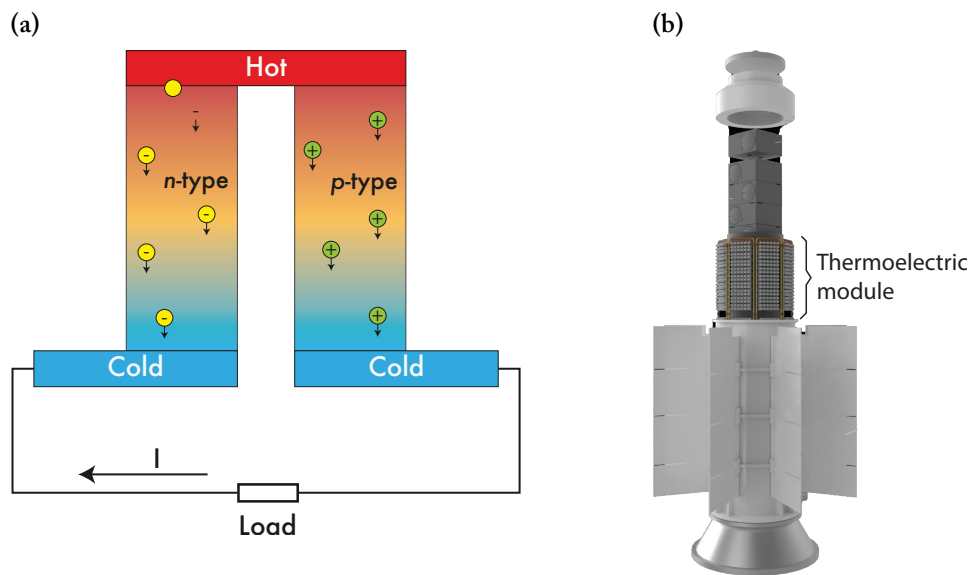 (a)
(b)
Hot
-
+
+
- n-type
p-type
-
+
-
+
-
+
Cold
Cold
I
Load
Thermoelectric
module